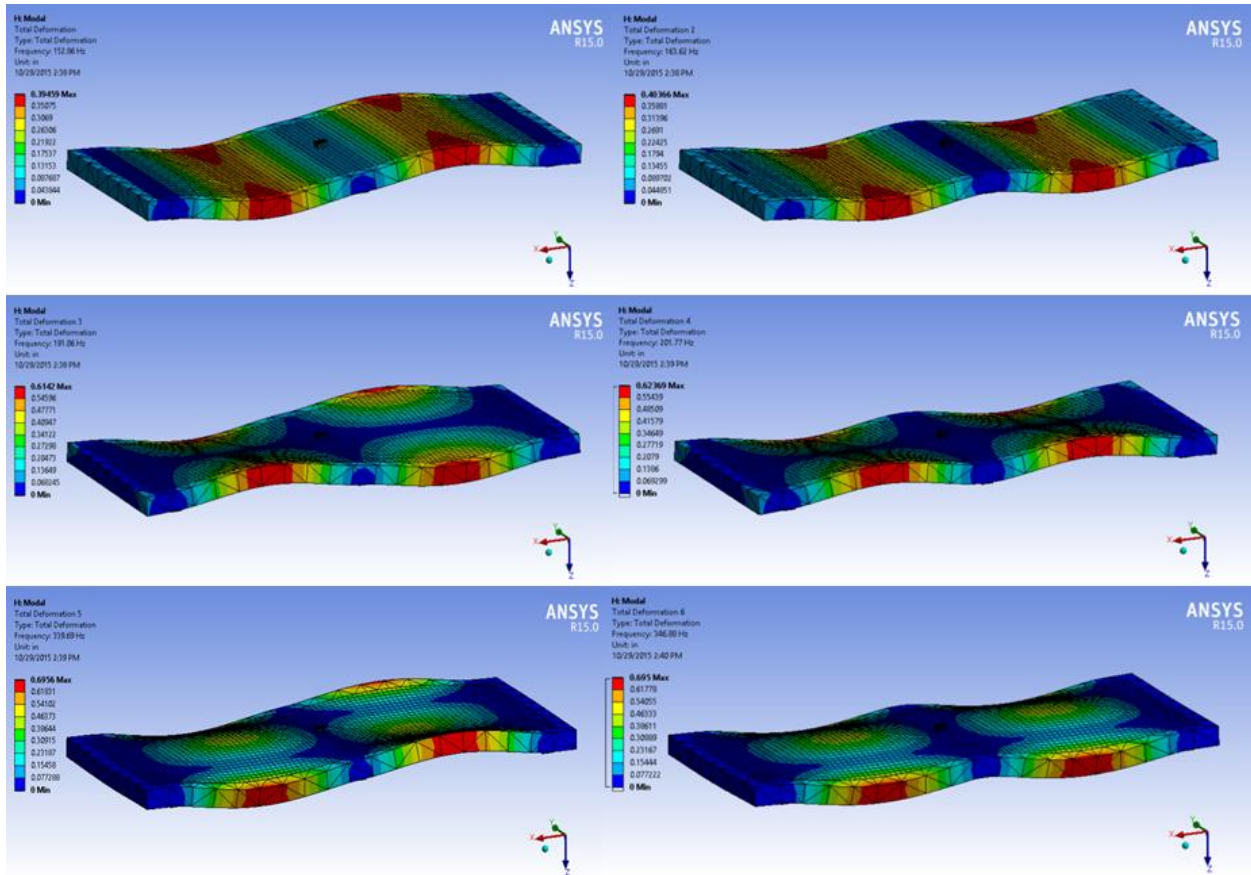 H: Modal
Total Deformation
Type: Total Deformation
Frequency: 152.86 Hz
Unit: in
10/29/2015 2:38 PM
ANSYS
R15.0
0.39459 Max
0.35075
0.3069
0.26306
0.21922
0.17537
0.13153
0.087687
0.043844
0 Min
X
Y
Z
H: Modal
Total Deformation 2
Type: Total Deformation
Frequency: 163.62 Hz
Unit: in
10/29/2015 2:38 PM
ANSYS
R15.0
0.40366 Max
0.35881
0.31396
0.2691
0.22425
0.1794
0.13455
0.089702
0.044851
0 Min
X
Y
Z
H: Modal
Total Deformation 3
Type: Total Deformation
Frequency: 191.06 Hz
Unit: in
10/29/2015 2:38 PM
ANSYS
R15.0
0.6142 Max
0.54596
0.47771
0.40947
0.34122
0.27298
0.20473
0.13649
0.068245
0 Min
X
Y
Z
H: Modal
Total Deformation 4
Type: Total Deformation
Frequency: 201.77 Hz
Unit: in
10/29/2015 2:39 PM
ANSYS
R15.0
0.62369 Max
0.55439
0.48509
0.41579
0.34649
0.27719
0.2079
0.1386
0.069299
0 Min
X
Y
Z
H: Modal
Total Deformation 5
Type: Total Deformation
Frequency: 339.69 Hz
Unit: in
10/29/2015 2:39 PM
ANSYS
R15.0
0.6956 Max
0.61831
0.54102
0.46373
0.38644
0.30915
0.23187
0.15458
0.077288
0 Min
X
Y
Z
H: Modal
Total Deformation 6
Type: Total Deformation
Frequency: 346.88 Hz
Unit: in
10/29/2015 2:40 PM
ANSYS
R15.0
0.695 Max
0.61778
0.54055
0.46333
0.38611
0.30889
0.23167
0.15444
0.077222
0 Min
X
Y
Z